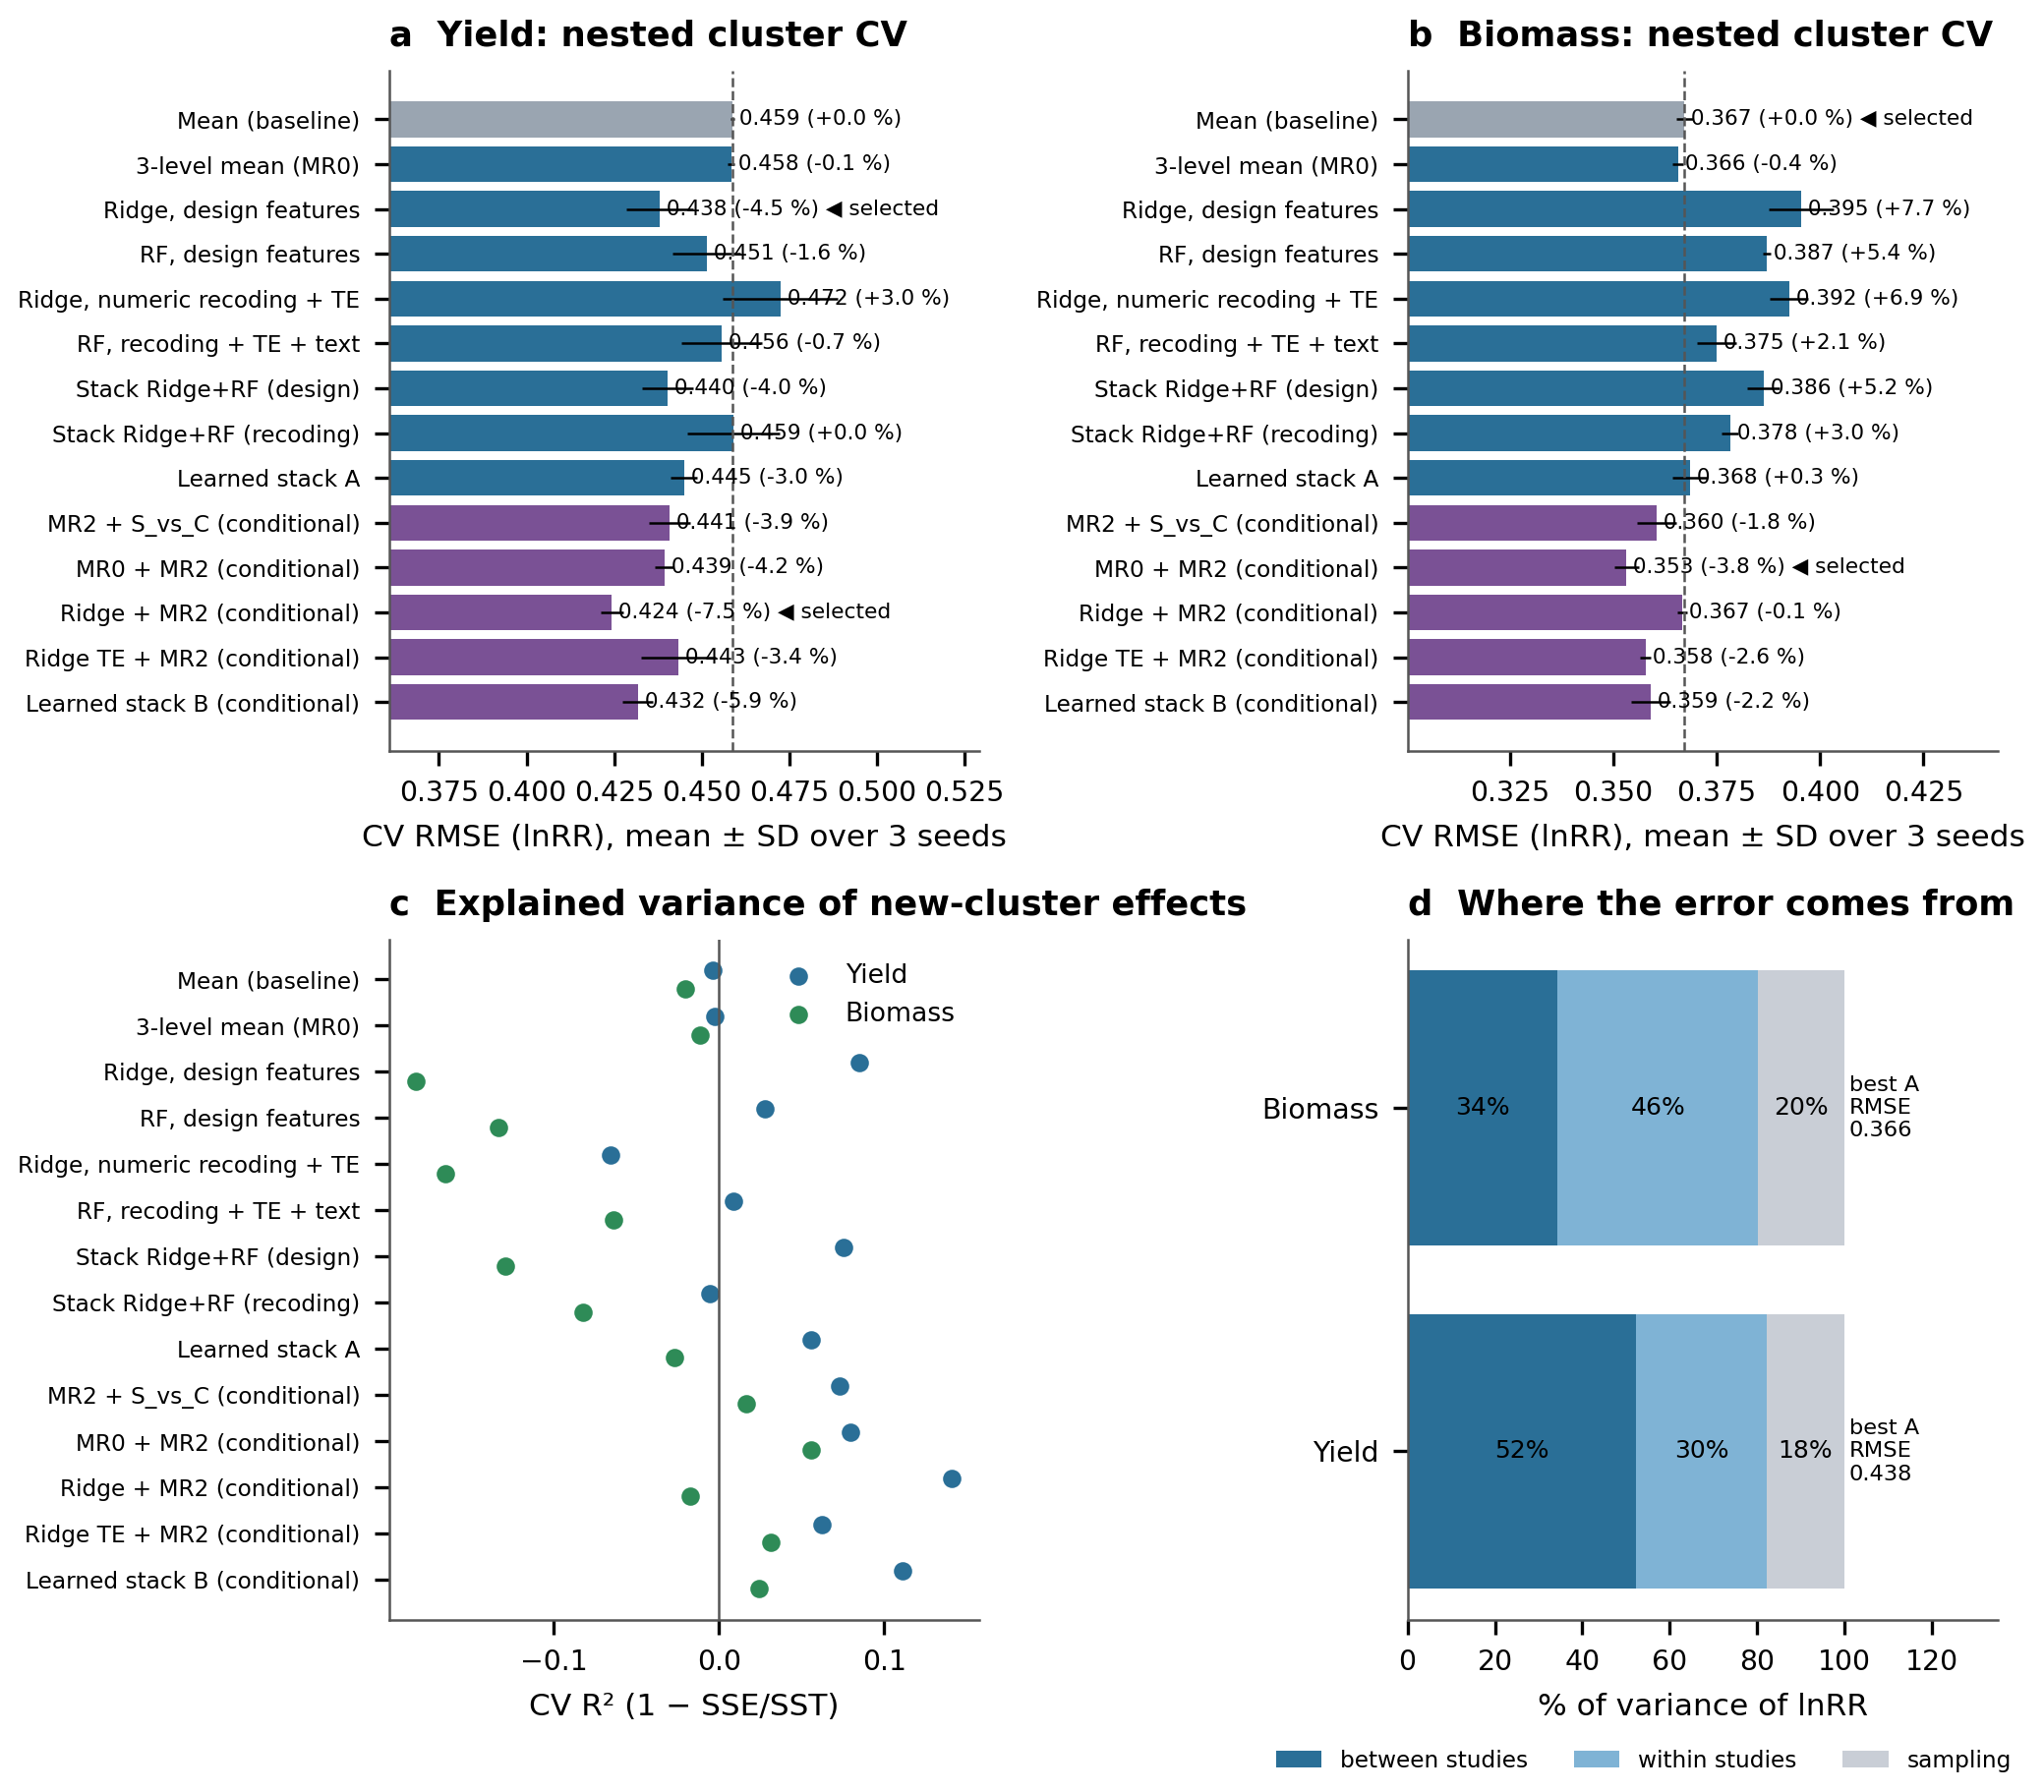 a Yield: nested cluster CV
Mean (baseline)
0.459 (+0.0 %)
3-level mean (MR0)
0.458 (-0.1 %)
Ridge, design features
0.438 (-4.5 %) ◀ selected
RF, design features
0.451 (-1.6 %)
Ridge, numeric recoding + TE
0.472 (+3.0 %)
RF, recoding + TE + text
0.456 (-0.7 %)
Stack Ridge+RF (design)
0.440 (-4.0 %)
Stack Ridge+RF (recoding)
0.459 (+0.0 %)
Learned stack A
0.445 (-3.0 %)
MR2 + S_vs_C (conditional)
0.441 (-3.9 %)
MR0 + MR2 (conditional)
0.439 (-4.2 %)
Ridge + MR2 (conditional)
0.424 (-7.5 %) ◀ selected
Ridge TE + MR2 (conditional)
0.443 (-3.4 %)
Learned stack B (conditional)
0.432 (-5.9 %)
0.375 0.400 0.425 0.450 0.475 0.500 0.525
CV RMSE (lnRR), mean ± SD over 3 seeds
b Biomass: nested cluster CV
Mean (baseline)
0.367 (+0.0 %) ◀ selected
3-level mean (MR0)
0.366 (-0.4 %)
Ridge, design features
0.395 (+7.7 %)
RF, design features
0.387 (+5.4 %)
Ridge, numeric recoding + TE
0.392 (+6.9 %)
RF, recoding + TE + text
0.375 (+2.1 %)
Stack Ridge+RF (design)
0.386 (+5.2 %)
Stack Ridge+RF (recoding)
0.378 (+3.0 %)
Learned stack A
0.368 (+0.3 %)
MR2 + S_vs_C (conditional)
0.360 (-1.8 %)
MR0 + MR2 (conditional)
0.353 (-3.8 %) ◀ selected
Ridge + MR2 (conditional)
0.367 (-0.1 %)
Ridge TE + MR2 (conditional)
0.358 (-2.6 %)
Learned stack B (conditional)
0.359 (-2.2 %)
0.325 0.350 0.375 0.400 0.425
CV RMSE (lnRR), mean ± SD over 3 seeds
c Explained variance of new-cluster effects
Yield
Biomass
Mean (baseline)
3-level mean (MR0)
Ridge, design features
RF, design features
Ridge, numeric recoding + TE
RF, recoding + TE + text
Stack Ridge+RF (design)
Stack Ridge+RF (recoding)
Learned stack A
MR2 + S_vs_C (conditional)
MR0 + MR2 (conditional)
Ridge + MR2 (conditional)
Ridge TE + MR2 (conditional)
Learned stack B (conditional)
−0.1 0.0 0.1
CV R² (1 − SSE/SST)
d Where the error comes from
Biomass
34% 46% 20%
best A
RMSE
0.366
Yield
52% 30% 18%
best A
RMSE
0.438
0 20 40 60 80 100 120
% of variance of lnRR
between studies within studies sampling